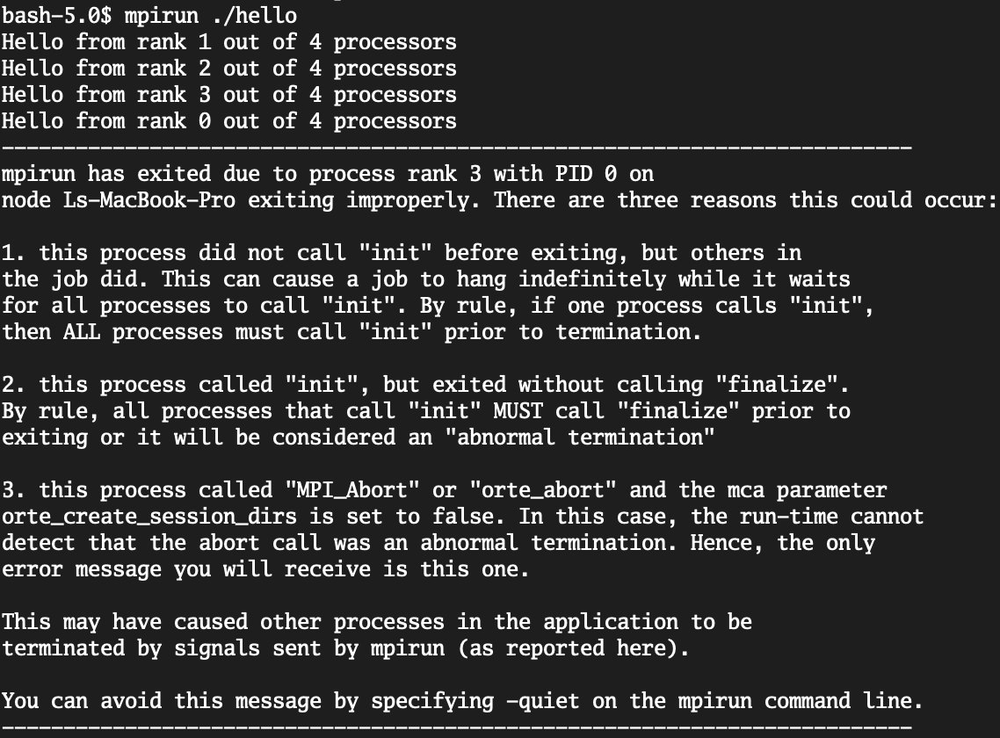 bash-5.0$ mpirun ./hello
Hello from rank 1 out of 4 processors
Hello from rank 2 out of 4 processors
Hello from rank 3 out of 4 processors
Hello from rank 0 out of 4 processors
--------------------------------------------------------------------------
mpirun has exited due to process rank 3 with PID 0 on
node Ls-MacBook-Pro exiting improperly. There are three reasons this could occur:

1. this process did not call "init" before exiting, but others in
the job did. This can cause a job to hang indefinitely while it waits
for all processes to call "init". By rule, if one process calls "init",
then ALL processes must call "init" prior to termination.

2. this process called "init", but exited without calling "finalize".
By rule, all processes that call "init" MUST call "finalize" prior to
exiting or it will be considered an "abnormal termination"

3. this process called "MPI_Abort" or "orte_abort" and the mca parameter
orte_create_session_dirs is set to false. In this case, the run-time cannot
detect that the abort call was an abnormal termination. Hence, the only
error message you will receive is this one.

This may have caused other processes in the application to be
terminated by signals sent by mpirun (as reported here).

You can avoid this message by specifying -quiet on the mpirun command line.
--------------------------------------------------------------------------